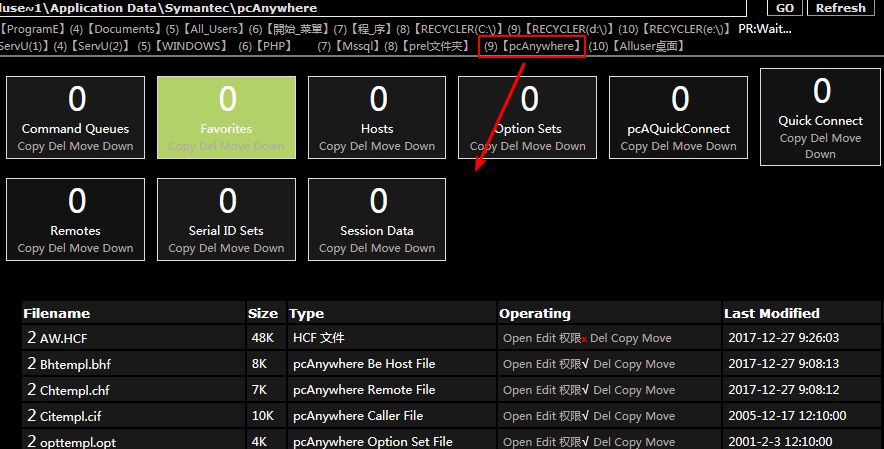 lluse~1\Application Data\Symantec\pcAnywhere GO Refresh
【ProgramE】(4)【Documents】(5)【All_Users】(6)【開始_菜單】(7)【程_序】(8)【RECYCLER(C:\)】(9)【RECYCLER(d:\)】(10)【RECYCLER(e:\)】 PR:Wait...
ServU(1)】(4)【ServU(2)】 (5)【WINDOWS】 (6)【PHP】 (7)【Mssql】(8)【prel文件夹】 (9)【pcAnywhere】(10)【Alluser桌面】
0 0 0 0 0 0
Command Queues Favorites Hosts Option Sets pcAQuickConnect Quick Connect
Copy Del Move Down Copy Del Move Down Copy Del Move Down Copy Del Move Down Copy Del Move Down Copy Del Move
Down
0 0 0
Remotes Serial ID Sets Session Data
Copy Del Move Down Copy Del Move Down Copy Del Move Down
Filename Size Type Operating Last Modified
2 AW.HCF 48K HCF 文件 Open Edit 权限x Del Copy Move 2017-12-27 9:26:03
2 Bhtempl.bhf 8K pcAnywhere Be Host File Open Edit 权限√ Del Copy Move 2017-12-27 9:08:13
2 Chtempl.chf 7K pcAnywhere Remote File Open Edit 权限√ Del Copy Move 2017-12-27 9:08:12
2 Citempl.cif 10K pcAnywhere Caller File Open Edit 权限√ Del Copy Move 2005-12-17 12:10:00
2 opttempl.opt 4K pcAnywhere Option Set File Open Edit 权限√ Del Copy Move 2001-2-3 12:10:00